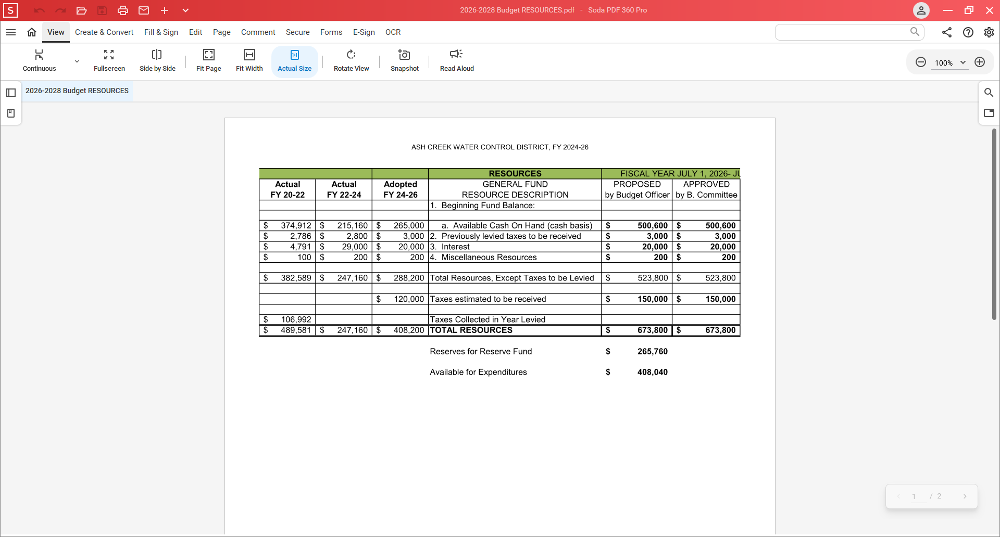 S 2026-2028 Budget RESOURCES.pdf - Soda PDF 360 Pro
View Create & Convert Fill & Sign Edit Page Comment Secure Forms E-Sign OCR
Continuous Fullscreen Side by Side Fit Page Fit Width 1:1 Actual Size Rotate View Snapshot Read Aloud 100%
2026-2028 Budget RESOURCES
ASH CREEK WATER CONTROL DISTRICT, FY 2024-26
RESOURCES FISCAL YEAR JULY 1, 2026- JU
Actual Actual Adopted GENERAL FUND PROPOSED APPROVED
FY 20-22 FY 22-24 FY 24-26 RESOURCE DESCRIPTION by Budget Officer by B. Committee
1. Beginning Fund Balance:
$ 374,912 $ 215,160 $ 265,000 a. Available Cash On Hand (cash basis) $ 500,600 $ 500,600
$ 2,786 $ 2,800 $ 3,000 2. Previously levied taxes to be received $ 3,000 $ 3,000
$ 4,791 $ 29,000 $ 20,000 3. Interest $ 20,000 $ 20,000
$ 100 $ 200 $ 200 4. Miscellaneous Resources $ 200 $ 200
$ 382,589 $ 247,160 $ 288,200 Total Resources, Except Taxes to be Levied $ 523,800 $ 523,800
$ 120,000 Taxes estimated to be received $ 150,000 $ 150,000
$ 106,992 Taxes Collected in Year Levied
$ 489,581 $ 247,160 $ 408,200 TOTAL RESOURCES $ 673,800 $ 673,800
Reserves for Reserve Fund $ 265,760
Available for Expenditures $ 408,040
1 / 2